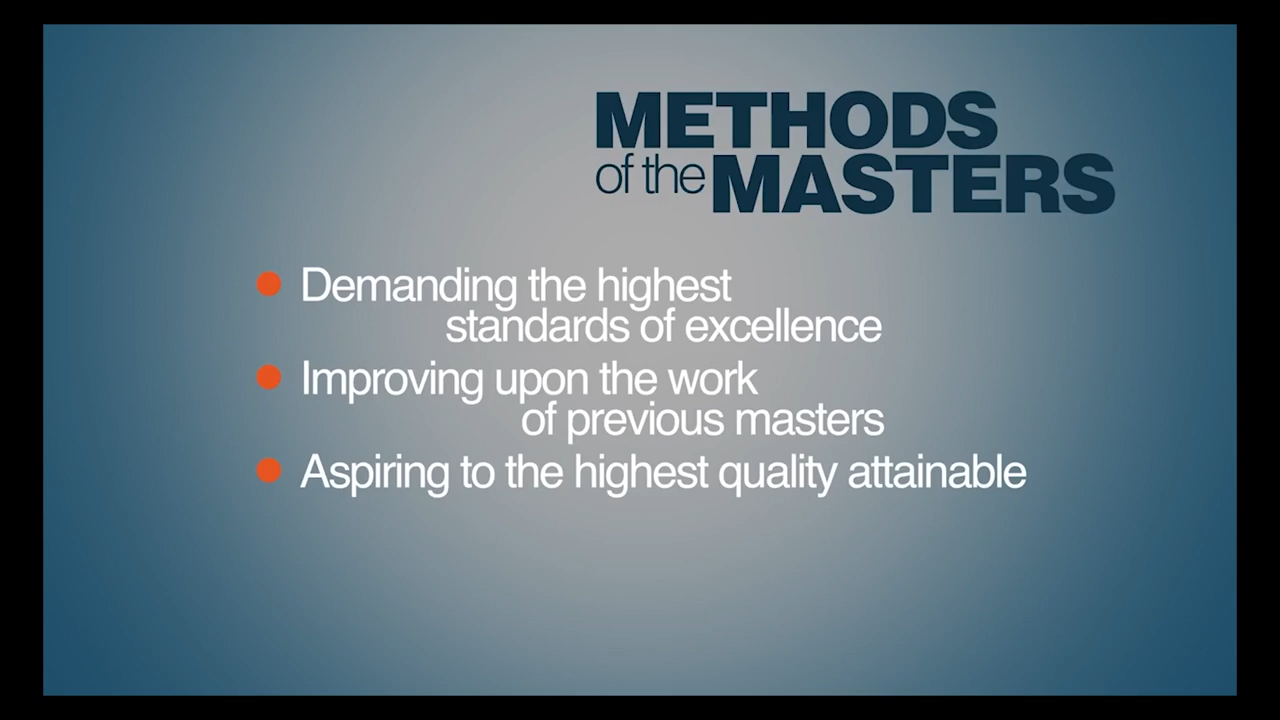 METHODS
of the MASTERS
Demanding the highest
standards of excellence
Improving upon the work
of previous masters
Aspiring to the highest quality attainable